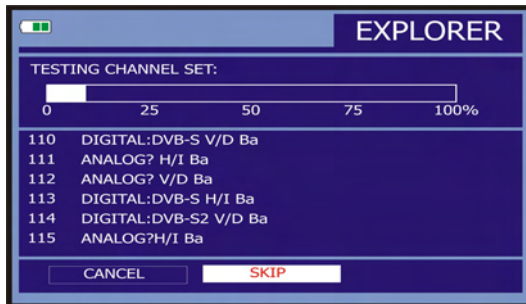 EXPLORER
TESTING CHANNEL SET:
0 25 50 75 100%
110 DIGITAL:DVB-S V/D Ba
111 ANALOG? H/I Ba
112 ANALOG? V/D Ba
113 DIGITAL:DVB-S H/I Ba
114 DIGITAL:DVB-S2 V/D Ba
115 ANALOG?H/I Ba
CANCEL SKIP